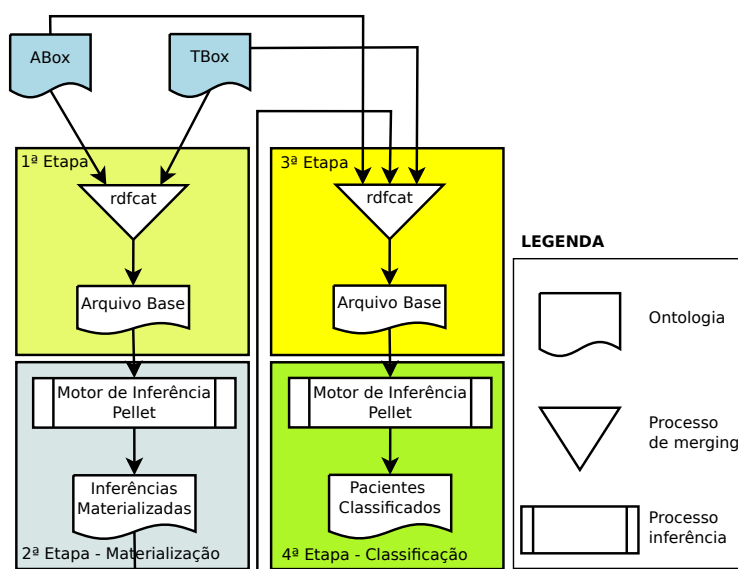 ABox
TBox
1ª Etapa
rdfcat
Arquivo Base
Motor de Inferência
Pellet
Inferências
Materializadas
2ª Etapa - Materialização
3ª Etapa
rdfcat
Arquivo Base
Motor de Inferência
Pellet
Pacientes
Classificados
4ª Etapa - Classificação
LEGENDA
Ontologia
Processo
de merging
Processo
inferência